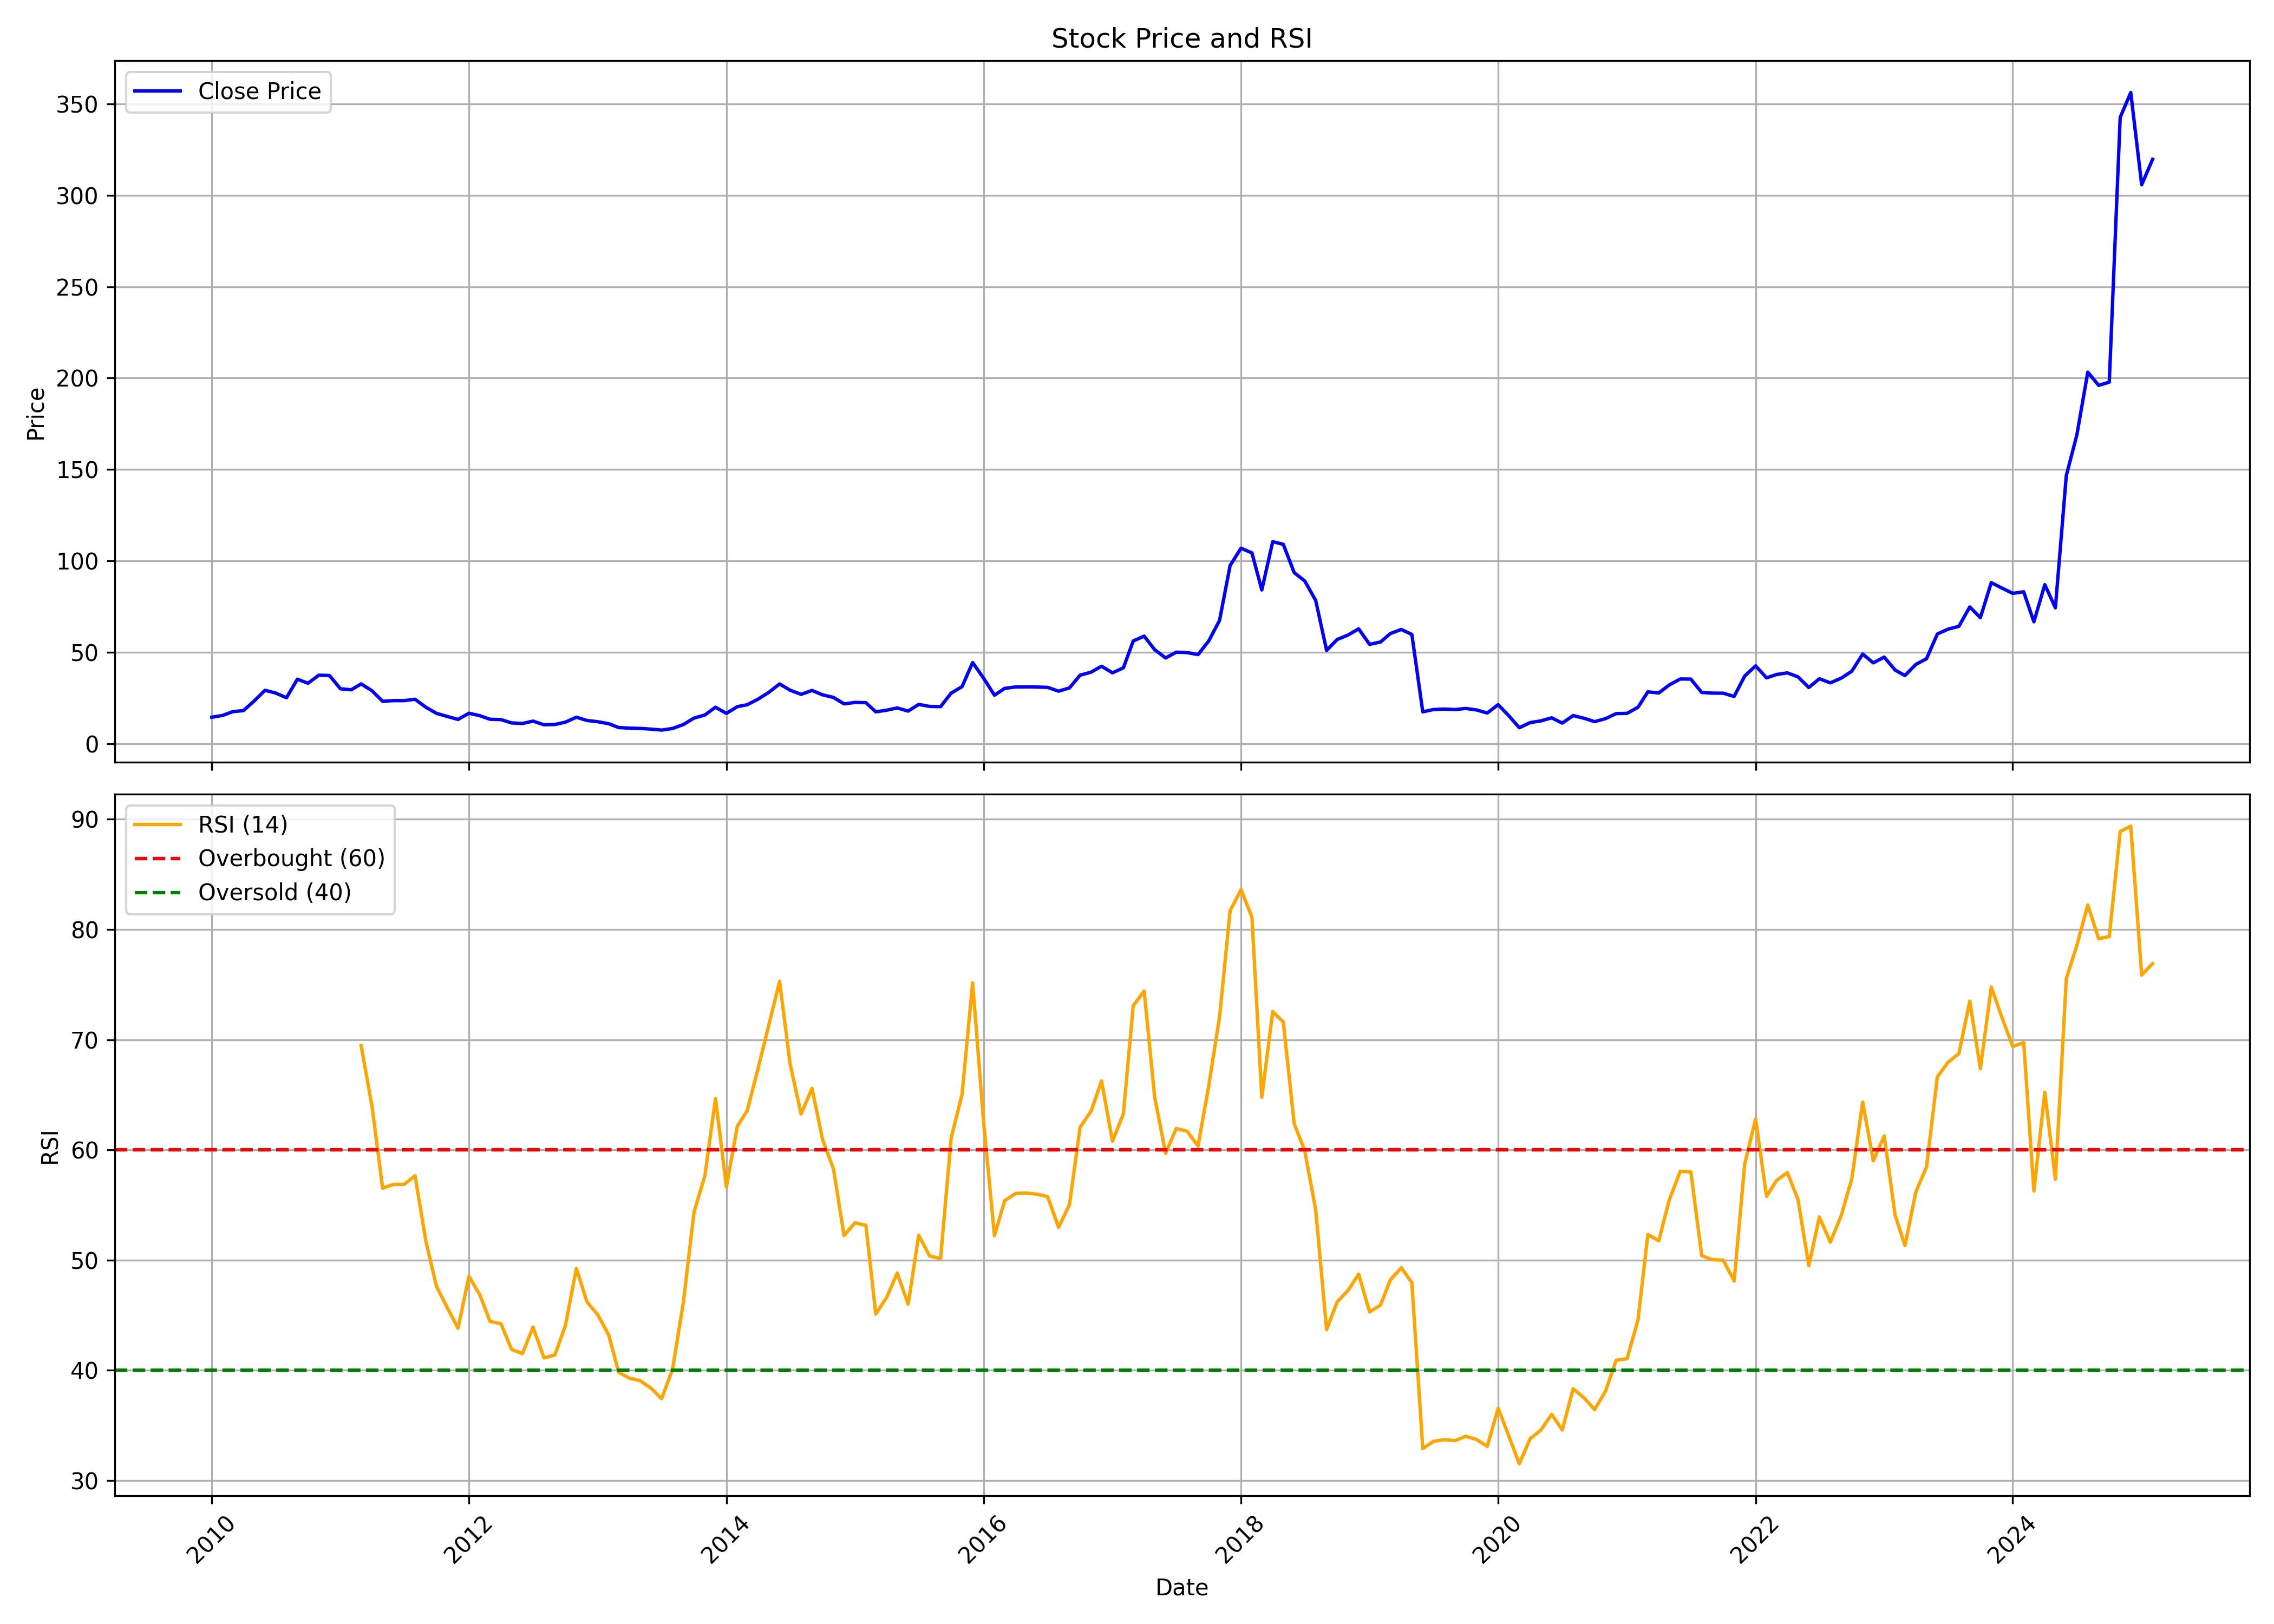 Stock Price and RSI
Close Price
350
300
250
200
150
100
50
0
Price
RSI (14)
Overbought (60)
Oversold (40)
90
80
70
60
50
40
30
RSI
2010
2012
2014
2016
2018
2020
2022
2024
Date